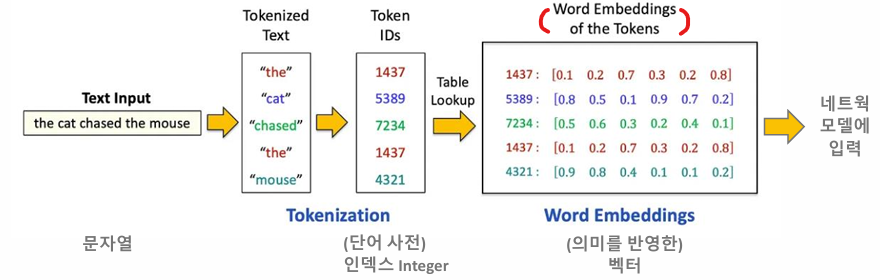 Tokenized
Text
Token
IDs
Word Embeddings
of the Tokens
Text Input
the cat chased the mouse
“the”
“cat”
“chased”
“the”
“mouse”
1437
5389
7234
1437
4321
Table
Lookup
1437 : [0.1 0.2 0.7 0.3 0.2 0.8]
5389 : [0.8 0.5 0.1 0.9 0.7 0.2]
7234 : [0.5 0.6 0.3 0.2 0.4 0.1]
1437 : [0.1 0.2 0.7 0.3 0.2 0.8]
4321 : [0.9 0.8 0.4 0.1 0.1 0.2]
네트웍
모델에
입력
Tokenization
Word Embeddings
문자열
(단어 사전)
인덱스 Integer
(의미를 반영한)
벡터